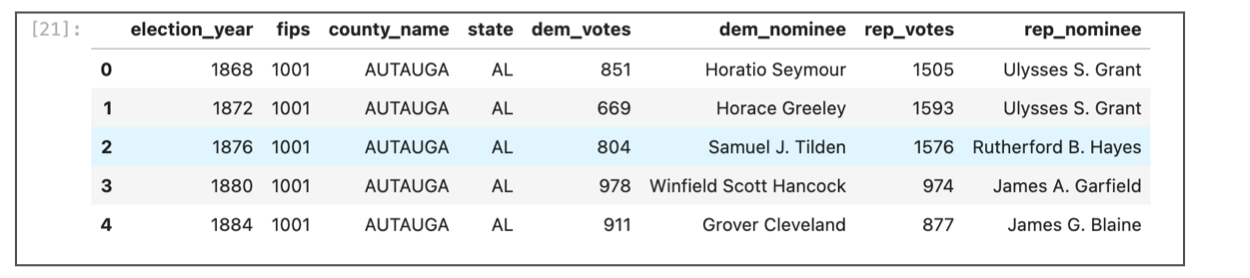 [21]: election_year fips county_name state dem_votes dem_nominee rep_votes rep_nominee
0 1868 1001 AUTAUGA AL 851 Horatio Seymour 1505 Ulysses S. Grant
1 1872 1001 AUTAUGA AL 669 Horace Greeley 1593 Ulysses S. Grant
2 1876 1001 AUTAUGA AL 804 Samuel J. Tilden 1576 Rutherford B. Hayes
3 1880 1001 AUTAUGA AL 978 Winfield Scott Hancock 974 James A. Garfield
4 1884 1001 AUTAUGA AL 911 Grover Cleveland 877 James G. Blaine